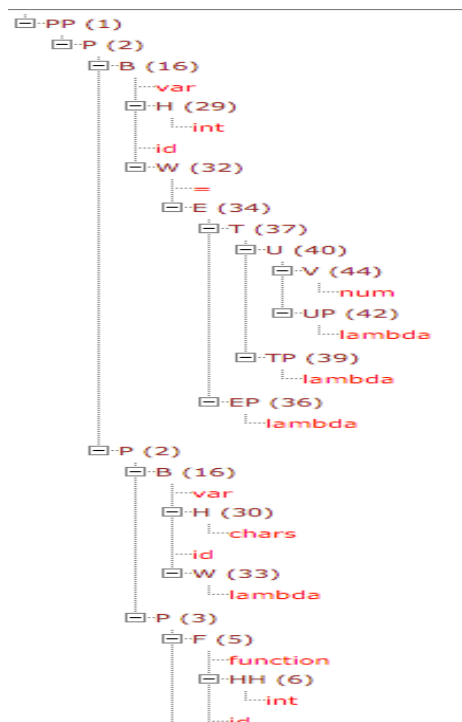 PP (1)
P (2)
B (16)
var
H (29)
int
id
W (32)
=
E (34)
T (37)
U (40)
V (44)
num
UP (42)
lambda
TP (39)
lambda
EP (36)
lambda
P (2)
B (16)
var
H (30)
chars
id
W (33)
lambda
P (3)
F (5)
function
HH (6)
int
id